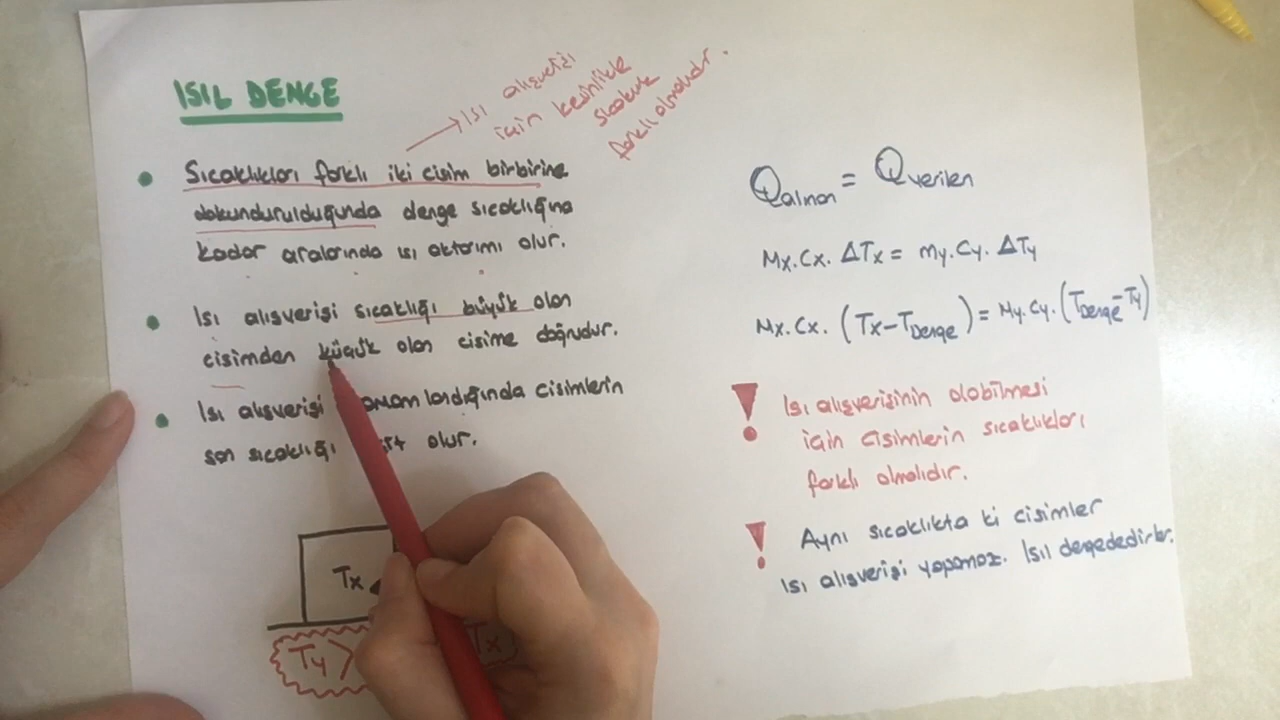 ISIL DENGE
→ Isı alışverişi
için kesinlikle
sıcaklık
farklı olmalıdır.
• Sıcaklıkları farklı iki cisim birbirine
dokundurulduğunda denge sıcaklığına
kadar aralarında ısı aktarımı olur.
• Isı alışverişi sıcaklığı büyük olan
cisimden küçük olan cisime doğrudur.
• Isı alışverişi
cisimlerin
son sıcaklığı olur.
Tx
Ty >
Tx
Qalınan = Qverilen
Mx.Cx. ΔTx = my.Cy. ΔTy
Mx.Cx. (Tx-TDenge) = My.Cy. (TDenge-Ty)
! Isı alışverişinin olabilmesi
için cisimlerin sıcaklıkları
farklı olmalıdır.
! Aynı sıcaklıkta ki cisimler
ısı alışverişi yapamaz. Isıl dengededirler.